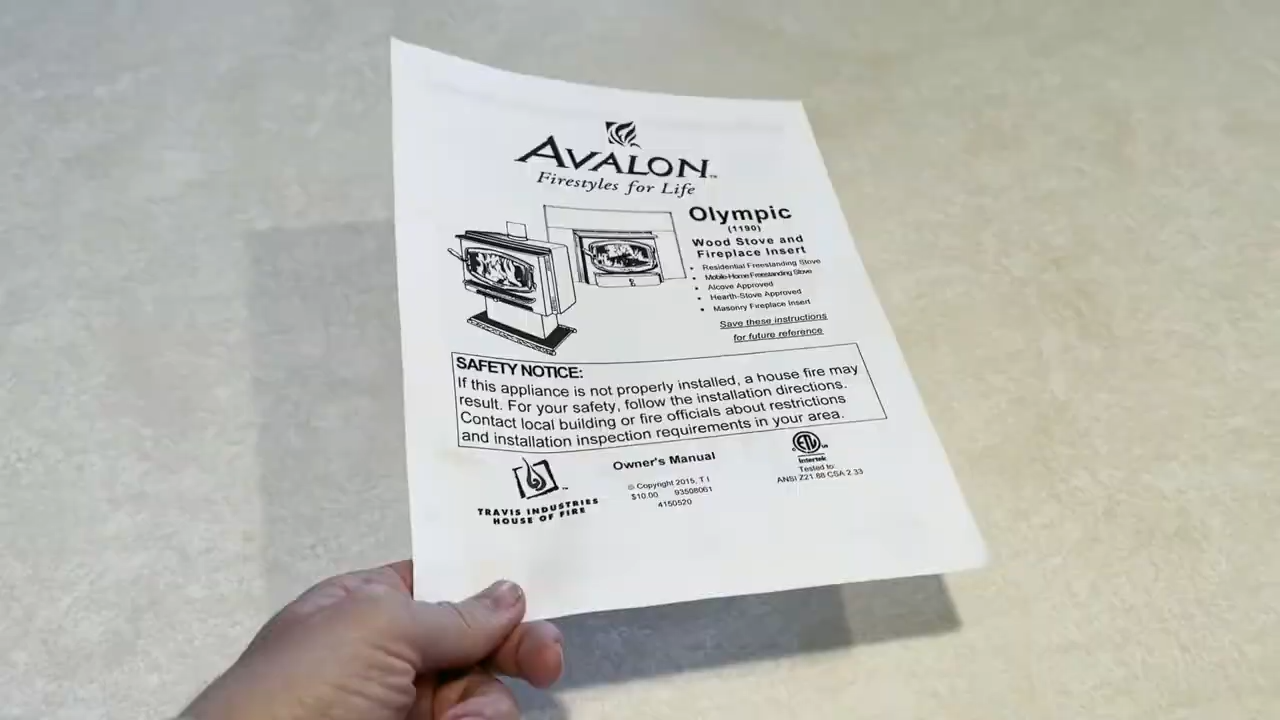 AVALON™
Firestyles for Life
Olympic
(1190)
Wood Stove and
Fireplace Insert
• Residential Freestanding Stove
• Mobile-Home Freestanding Stove
• Alcove Approved
• Hearth-Stove Approved
• Masonry Fireplace Insert
Save these instructions
for future reference
SAFETY NOTICE:
If this appliance is not properly installed, a house fire may
result. For your safety, follow the installation directions.
Contact local building or fire officials about restrictions
and installation inspection requirements in your area.
TRAVIS INDUSTRIES
HOUSE OF FIRE
Owner's Manual
© Copyright 2015, T I
$10.00 93508061
4150520
ETL
Intertek
Tested to:
ANSI Z21 88 CSA 2 33